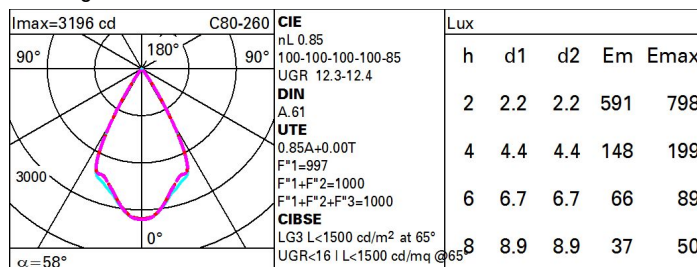 Imax=3196 cd C80-260
90° 180° 90°
3000
0°
α=58°
CIE
nL 0.85
100-100-100-100-85
UGR 12.3-12.4
DIN
A.61
UTE
0.85A+0.00T
F"1=997
F"1+F"2=1000
F"1+F"2+F"3=1000
CIBSE
LG3 L<1500 cd/m² at 65°
UGR<16 | L<1500 cd/mq @65°
Lux
h d1 d2 Em Emax
2 2.2 2.2 591 798
4 4.4 4.4 148 199
6 6.7 6.7 66 89
8 8.9 8.9 37 50